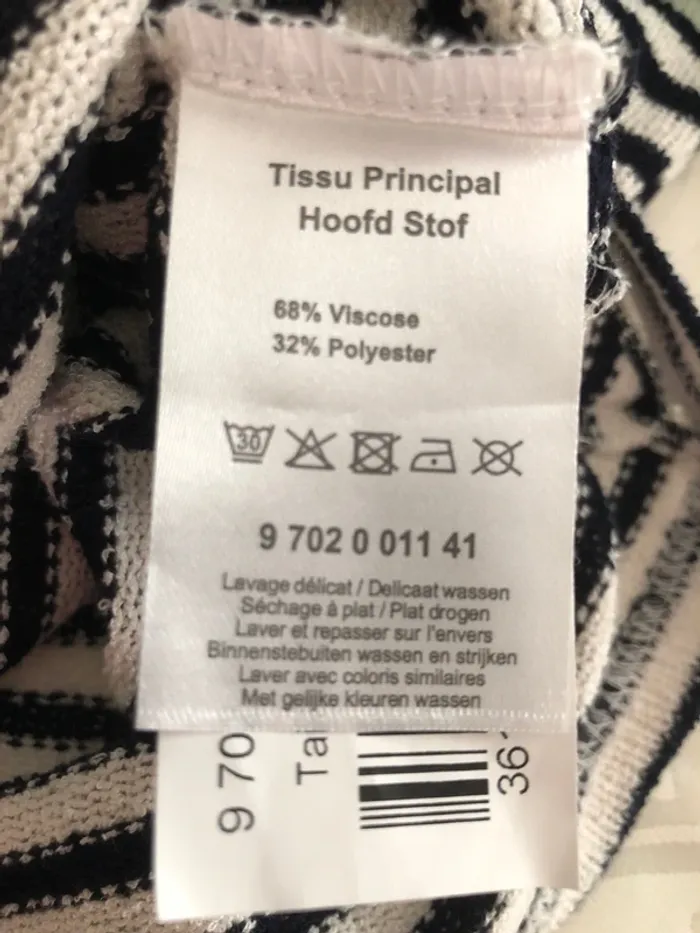 Tissu Principal
Hoofd Stof
68% Viscose
32% Polyester
30
9 702 0 011 41
Lavage délicat / Delicaat wassen
Séchage à plat / Plat drogen
Laver et repasser sur l'envers
Binnenstebuiten wassen en strijken
Laver avec coloris similaires
Met gelijke kleuren wassen
9 70
Tai
36